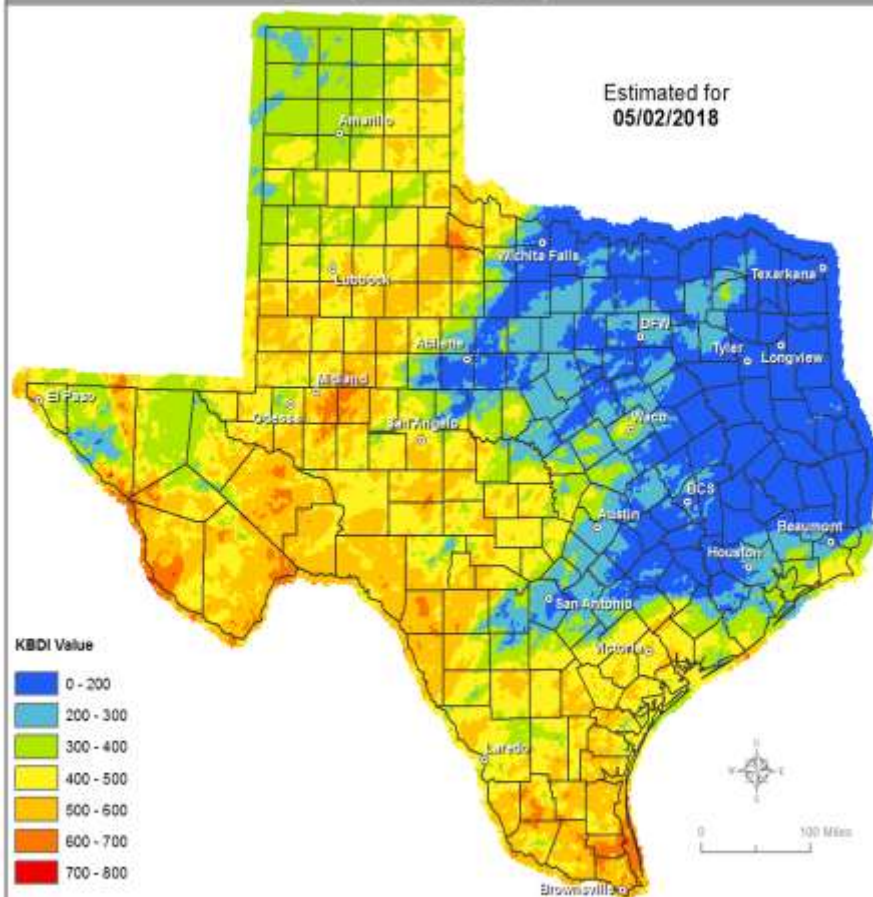 Estimated for
05/02/2018
Amarillo
Wichita Falls
Texarkana
Lubbock
DFW
Abilene
Tyler
Longview
Midland
El Paso
Odessa
San Angelo
Waco
BCS
Austin
Beaumont
Houston
San Antonio
Victoria
KBDI Value
0 - 200
200 - 300
300 - 400
400 - 500
500 - 600
600 - 700
700 - 800
Laredo
0 100 Miles
Brownsville